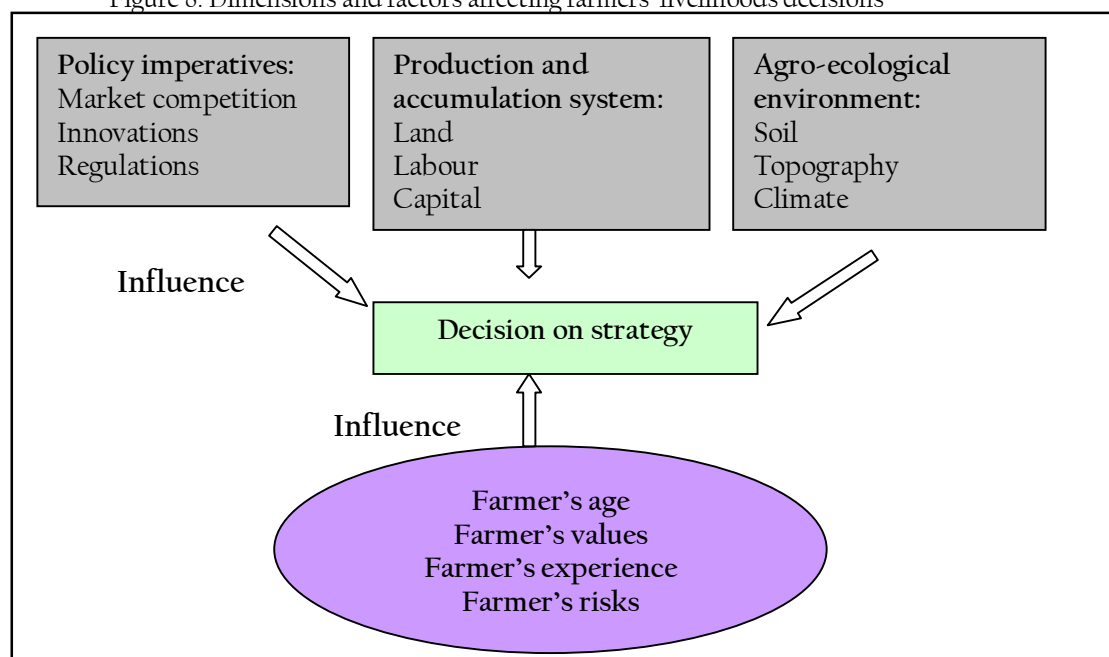 Figure 8: Dimensions and factors affecting farmers' livelihoods decisions
Policy imperatives:
Market competition
Innovations
Regulations
Production and
accumulation system:
Land
Labour
Capital
Agro-ecological
environment:
Soil
Topography
Climate
Influence
Decision on strategy
Influence
Farmer's age
Farmer's values
Farmer's experience
Farmer's risks